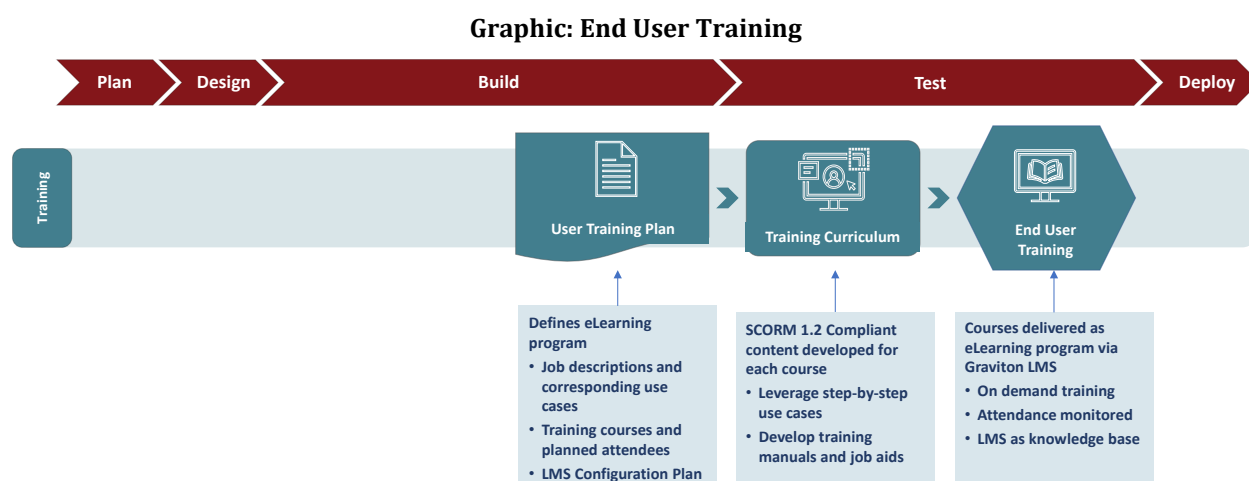 Graphic: End User Training
Plan
Design
Build
Test
Deploy
Training
User Training Plan
Training Curriculum
End User
Training
Defines eLearning
program
• Job descriptions and
corresponding use
cases
• Training courses and
planned attendees
• LMS Configuration Plan
SCORM 1.2 Compliant
content developed for
each course
• Leverage step-by-step
use cases
• Develop training
manuals and job aids
Courses delivered as
eLearning program via
Graviton LMS
• On demand training
• Attendance monitored
• LMS as knowledge base